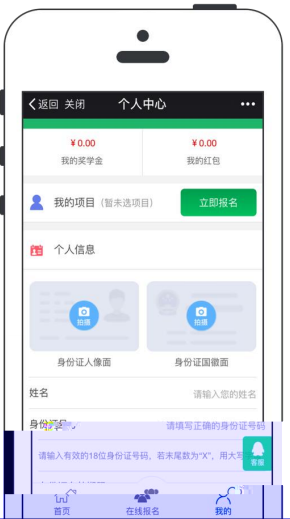 返回 关闭 个人中心
¥0.00 ¥0.00
我的奖学金 我的红包
我的项目（暂未选项目） 立即报名
个人信息
拍摄 拍摄
身份证人像面 身份证国徽面
姓名 请输入您的姓名
身份证号 请填写正确的身份证号码
请输入有效的18位身份证号码，若末尾数为“X”，用大写
客服
首页 在线报名 我的